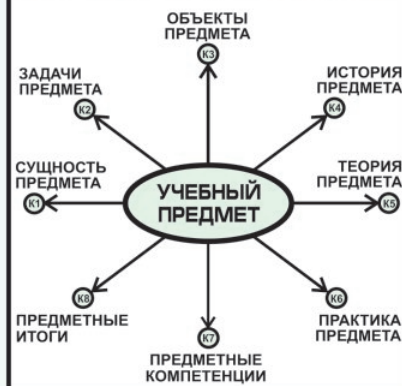 ОБЪЕКТЫ
ПРЕДМЕТА
К3
ЗАДАЧИ
ПРЕДМЕТА
К2
ИСТОРИЯ
ПРЕДМЕТА
К4
СУЩНОСТЬ
ПРЕДМЕТА
К1
УЧЕБНЫЙ
ПРЕДМЕТ
ТЕОРИЯ
ПРЕДМЕТА
К5
К8
ПРЕДМЕТНЫЕ
ИТОГИ
К7
ПРЕДМЕТНЫЕ
КОМПЕТЕНЦИИ
К6
ПРАКТИКА
ПРЕДМЕТА